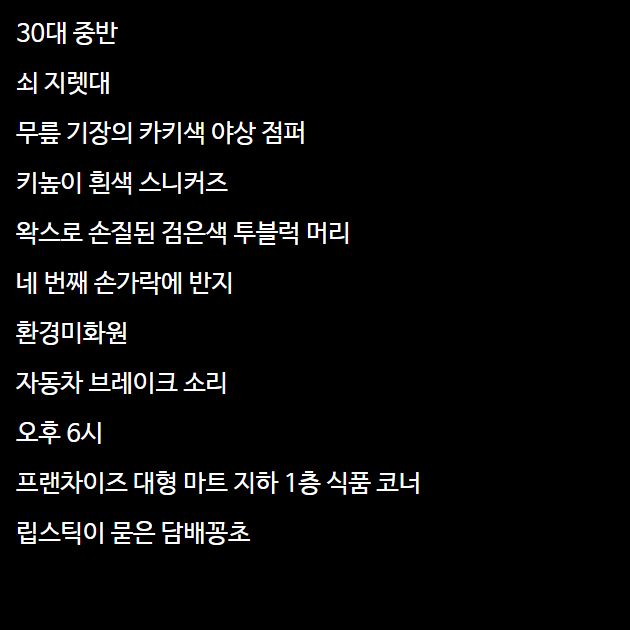 30대 중반
쇠 지렛대
무릎 기장의 카키색 야상 점퍼
키높이 흰색 스니커즈
왁스로 손질된 검은색 투블럭 머리
네 번째 손가락에 반지
환경미화원
자동차 브레이크 소리
오후 6시
프랜차이즈 대형 마트 지하 1층 식품 코너
립스틱이 묻은 담배꽁초